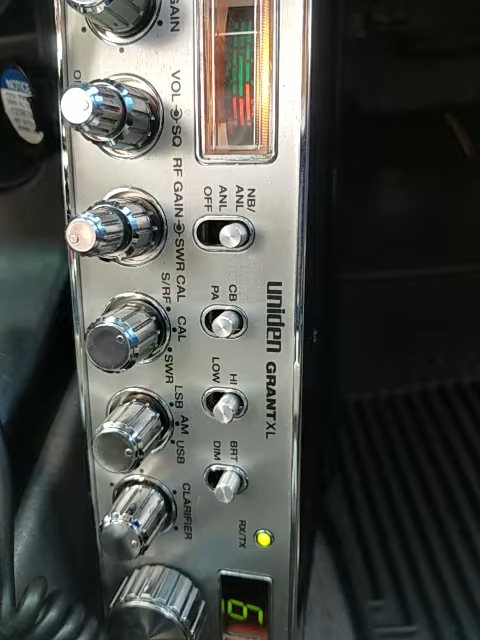 GAIN
VOL SQ
RF GAIN SWR CAL
S/RF CAL SWR
LSB AM USB
CLARIFIER
NB/
ANL
ANL
OFF
CB
PA
HI
LOW
BRT
DIM
uniden GRANT XL
RX/TX
NOTICE